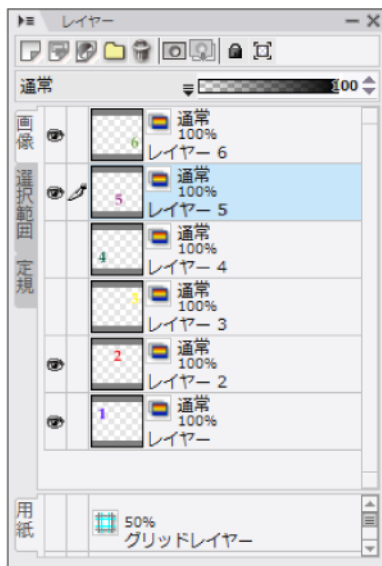 レイヤー
通常
100
画像
選択範囲
定規
6
通常
100%
レイヤー 6
5
通常
100%
レイヤー 5
4
通常
100%
レイヤー 4
3
通常
100%
レイヤー 3
2
通常
100%
レイヤー 2
1
通常
100%
レイヤー
用紙
50%
グリッドレイヤー